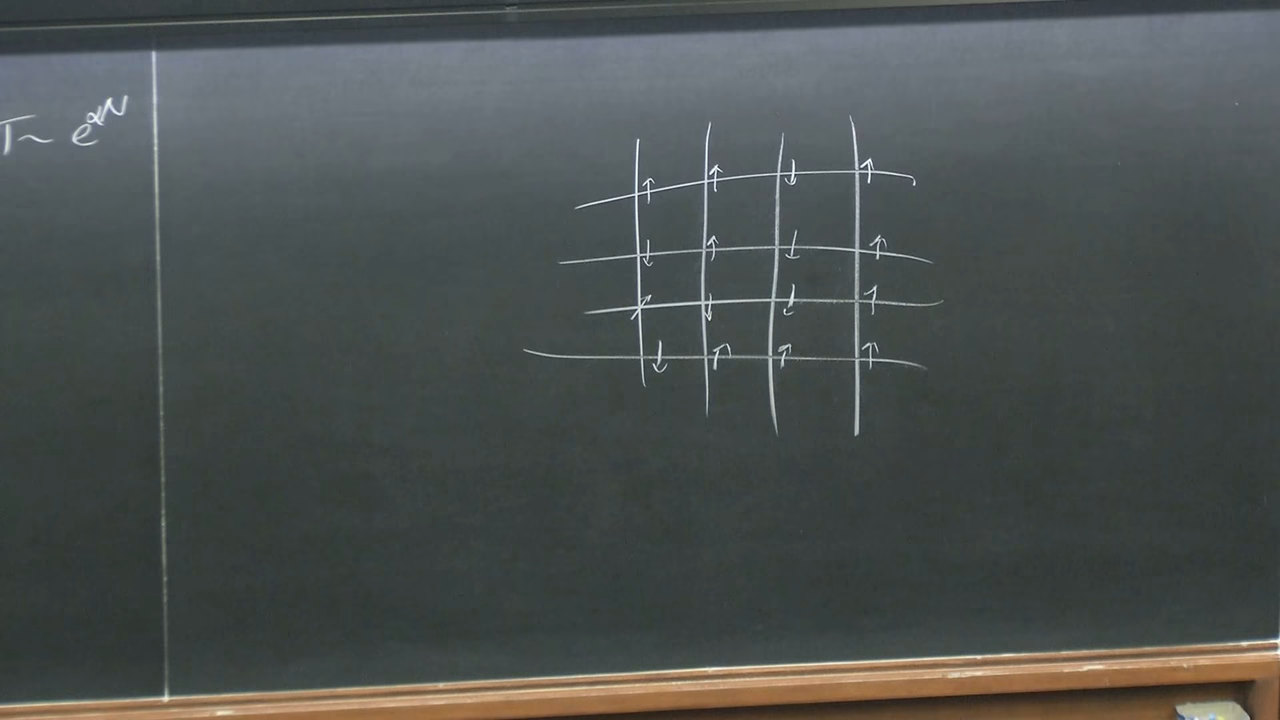 T ~ e^{αN}
↑ ↑ ↓ ↑
↓ ↑ ↓ ↑
↑ ↓ ↓ ↑
↓ ↑ ↑ ↑